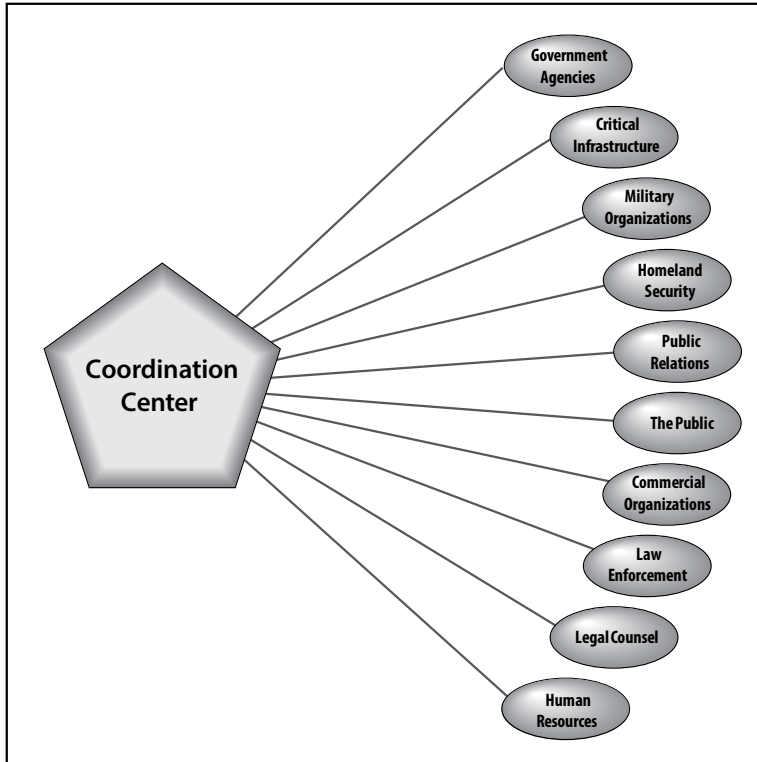 Government
Agencies
Critical
Infrastructure
Military
Organizations
Homeland
Security
Public
Relations
Coordination
Center
The Public
Commercial
Organizations
Law
Enforcement
Legal Counsel
Human
Resources